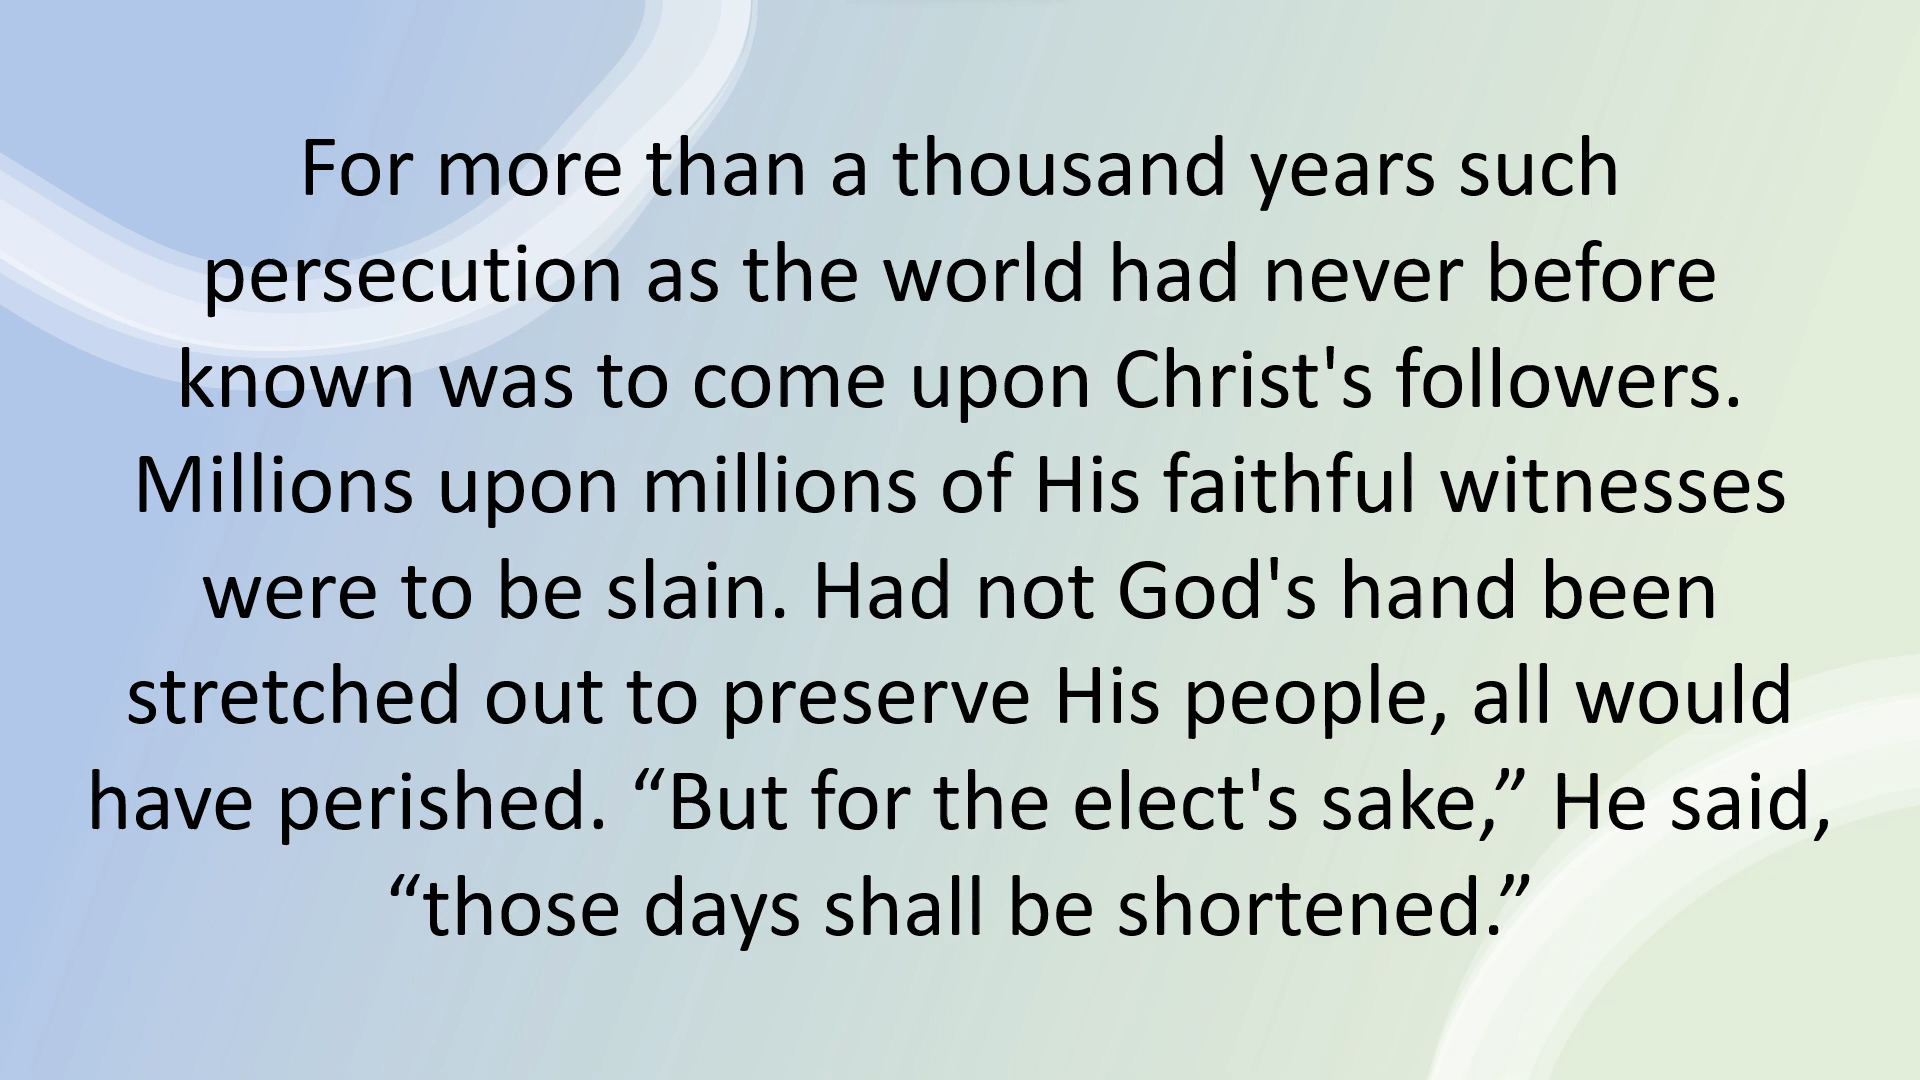 For more than a thousand years such
persecution as the world had never before
known was to come upon Christ's followers.
Millions upon millions of His faithful witnesses
were to be slain. Had not God's hand been
stretched out to preserve His people, all would
have perished. “But for the elect's sake,” He said,
“those days shall be shortened.”